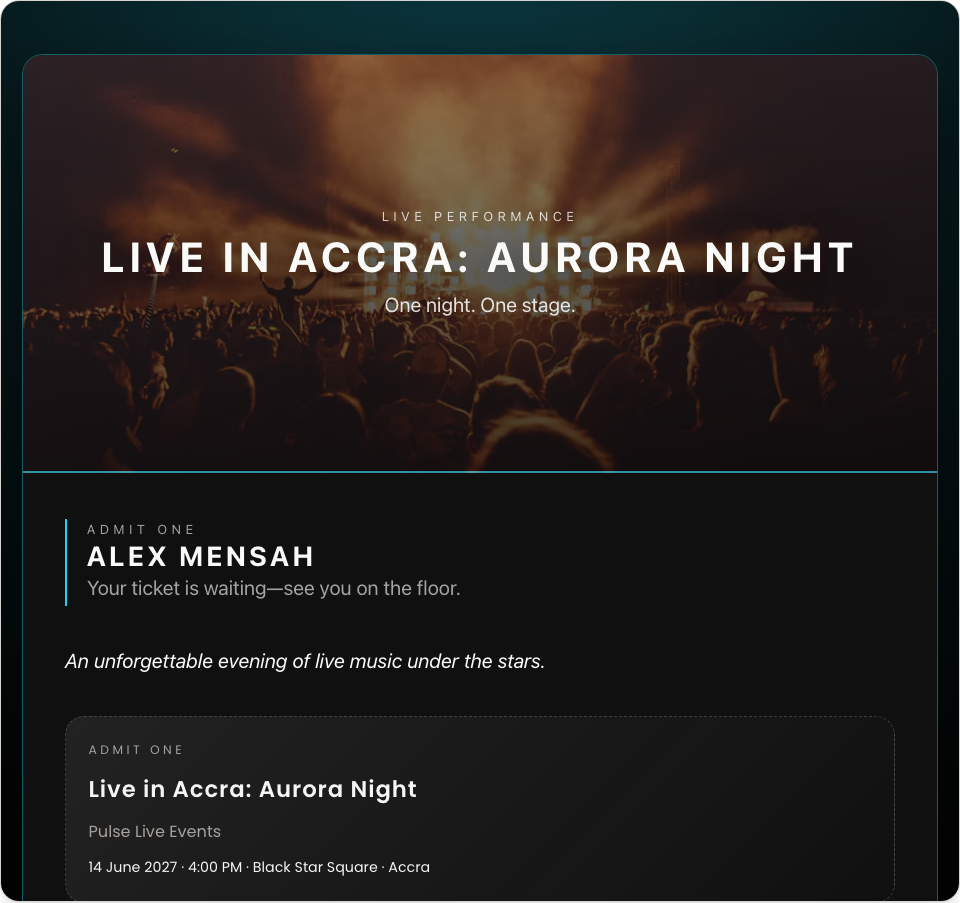 LIVE PERFORMANCE
LIVE IN ACCRA: AURORA NIGHT
One night. One stage.
ADMIT ONE
ALEX MENSAH
Your ticket is waiting—see you on the floor.
An unforgettable evening of live music under the stars.
ADMIT ONE
Live in Accra: Aurora Night
Pulse Live Events
14 June 2027 · 4:00 PM · Black Star Square · Accra